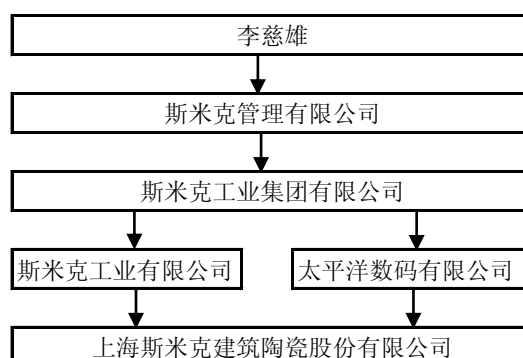 李慈雄
斯米克管理有限公司
斯米克工业集团有限公司
斯米克工业有限公司
太平洋数码有限公司
上海斯米克建筑陶瓷股份有限公司